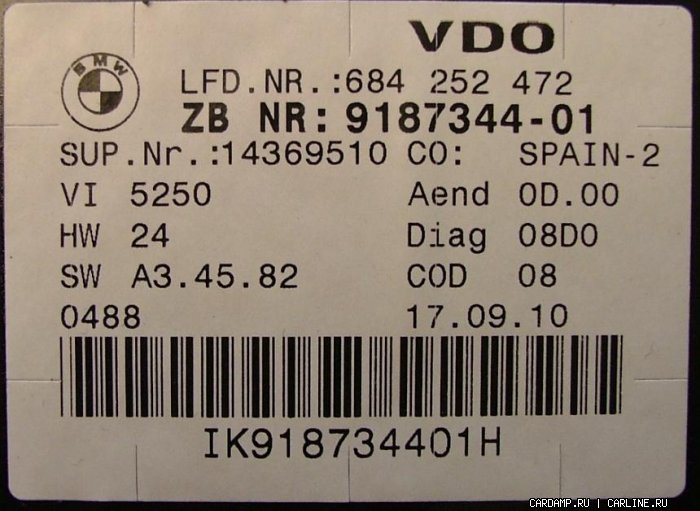 VDO
BMW
LFD.NR.:684 252 472
ZB NR: 9187344-01
SUP.Nr.:14369510 CO: SPAIN-2
VI 5250 Aend 0D.00
HW 24 Diag 08D0
SW A3.45.82 COD 08
0488 17.09.10
IK918734401H
CARDAMP.RU | CARLINE.RU